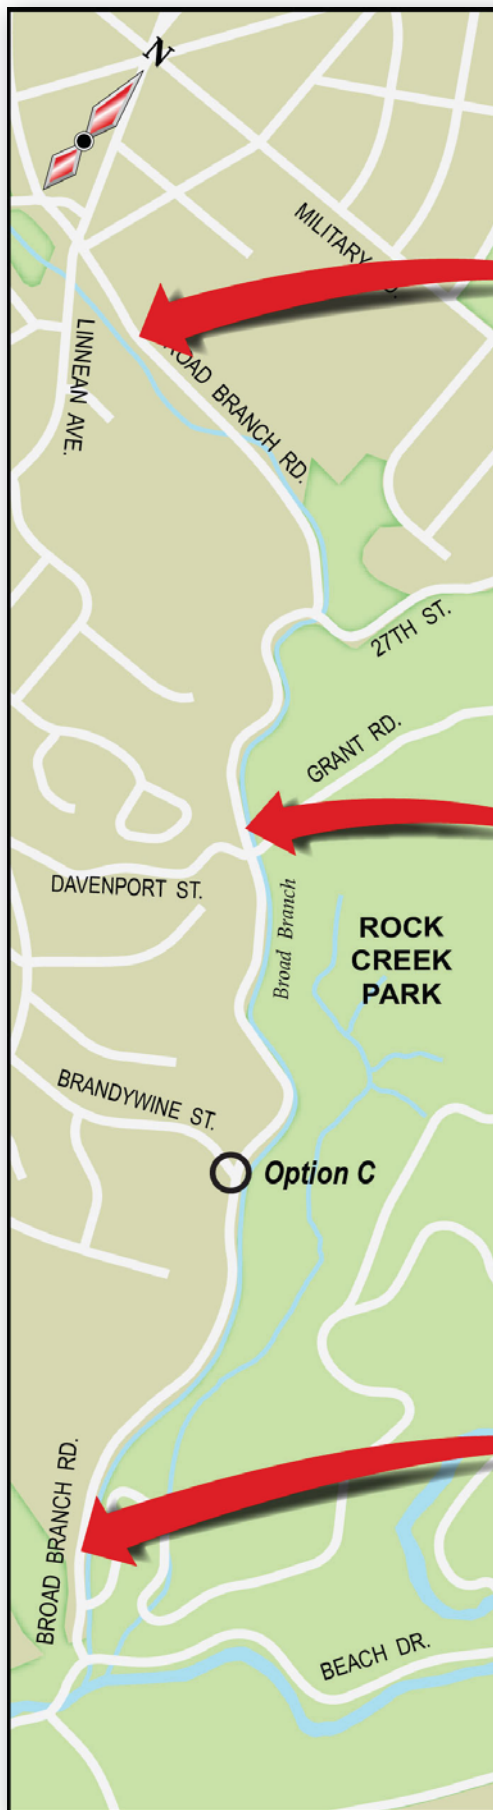 N
MILITARY
LINNEAN AVE.
BROAD BRANCH RD.
27TH ST.
GRANT RD.
DAVENPORT ST.
Broad Branch
ROCK
CREEK
PARK
BRANDYWINE ST.
Option C
BROAD BRANCH RD.
BEACH DR.